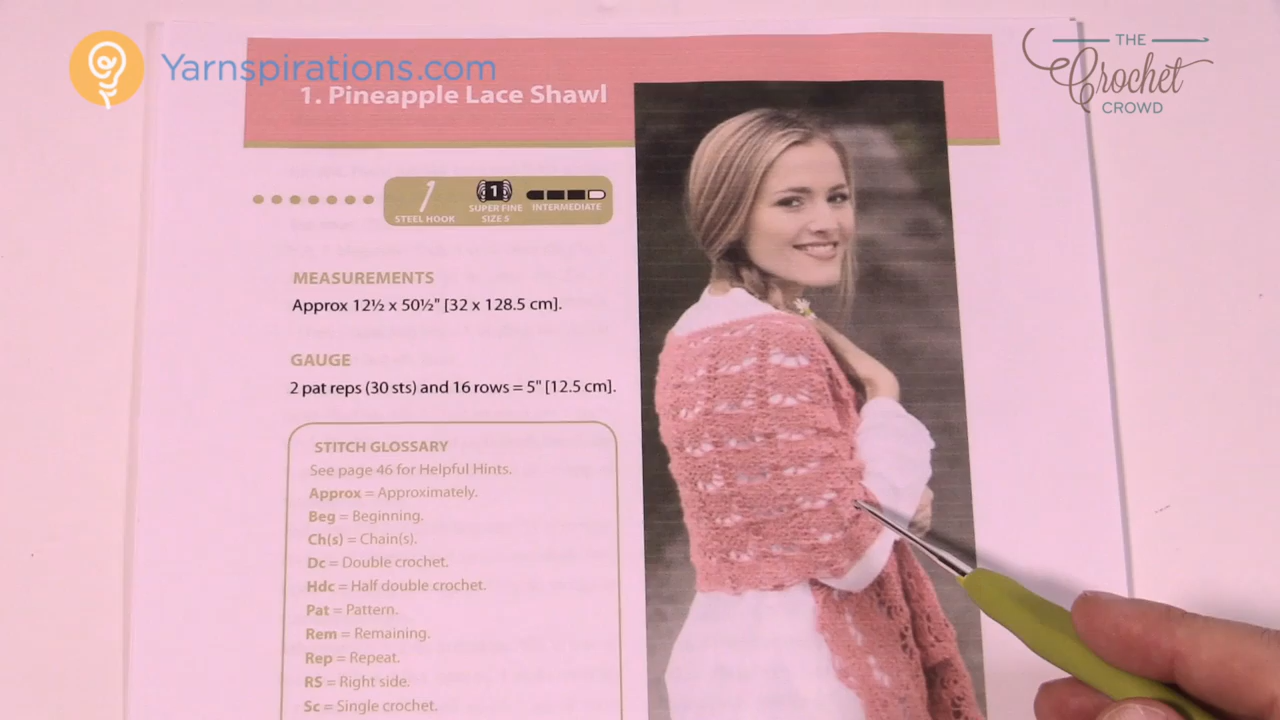 Yarnspirations.com
THE
Crochet
CROWD
1. Pineapple Lace Shawl
1
STEEL HOOK
1
SUPER FINE
SIZE 5
INTERMEDIATE
MEASUREMENTS
Approx 12½ x 50½" [32 x 128.5 cm].
GAUGE
2 pat reps (30 sts) and 16 rows = 5" [12.5 cm].
STITCH GLOSSARY
See page 46 for Helpful Hints.
Approx = Approximately.
Beg = Beginning.
Ch(s) = Chain(s).
Dc = Double crochet.
Hdc = Half double crochet.
Pat = Pattern.
Rem = Remaining.
Rep = Repeat.
RS = Right side.
Sc = Single crochet.